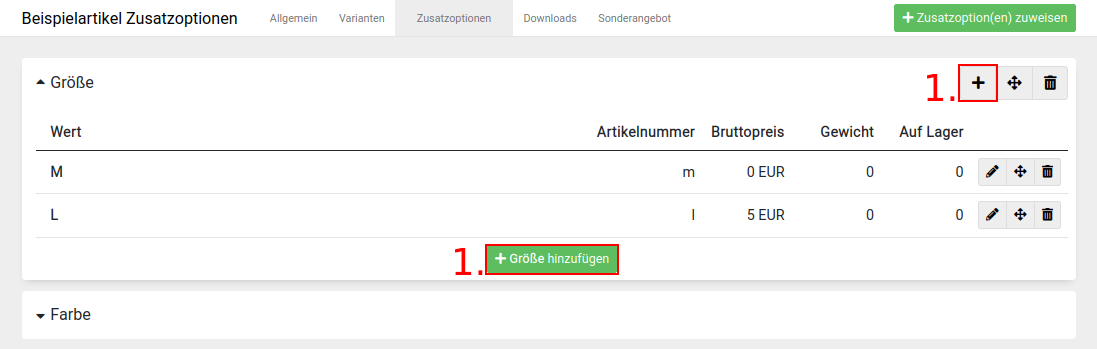 Beispielartikel Zusatzoptionen Allgemein Varianten Zusatzoptionen Downloads Sonderangebot Zusatzoption(en) zuweisen
Größe 1.
Wert Artikelnummer Bruttopreis Gewicht Auf Lager
M m 0 EUR 0 0
L l 5 EUR 0 0
1. Größe hinzufügen
Farbe